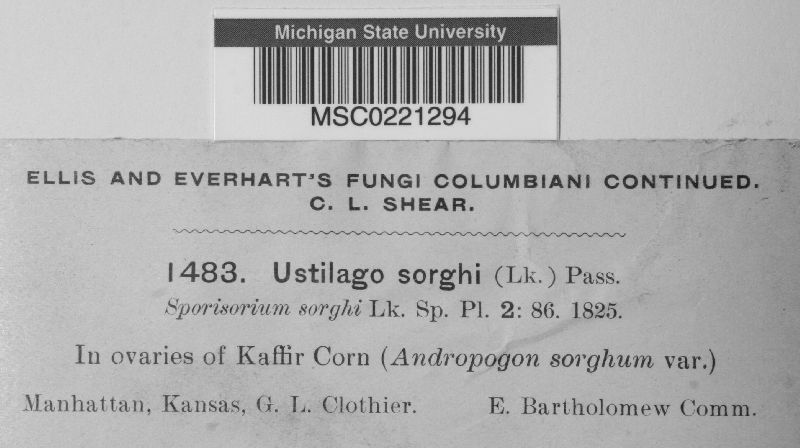 Michigan State University
MSC0221294
ELLIS AND EVERHART'S FUNGI COLUMBIANI CONTINUED.
C. L. SHEAR.
1483. Ustilago sorghi (Lk.) Pass.
Sporisorium sorghi Lk. Sp. Pl. 2: 86. 1825.
In ovaries of Kaffir Corn (Andropogon sorghum var.)
Manhattan, Kansas, G. L. Clothier. E. Bartholomew Comm.